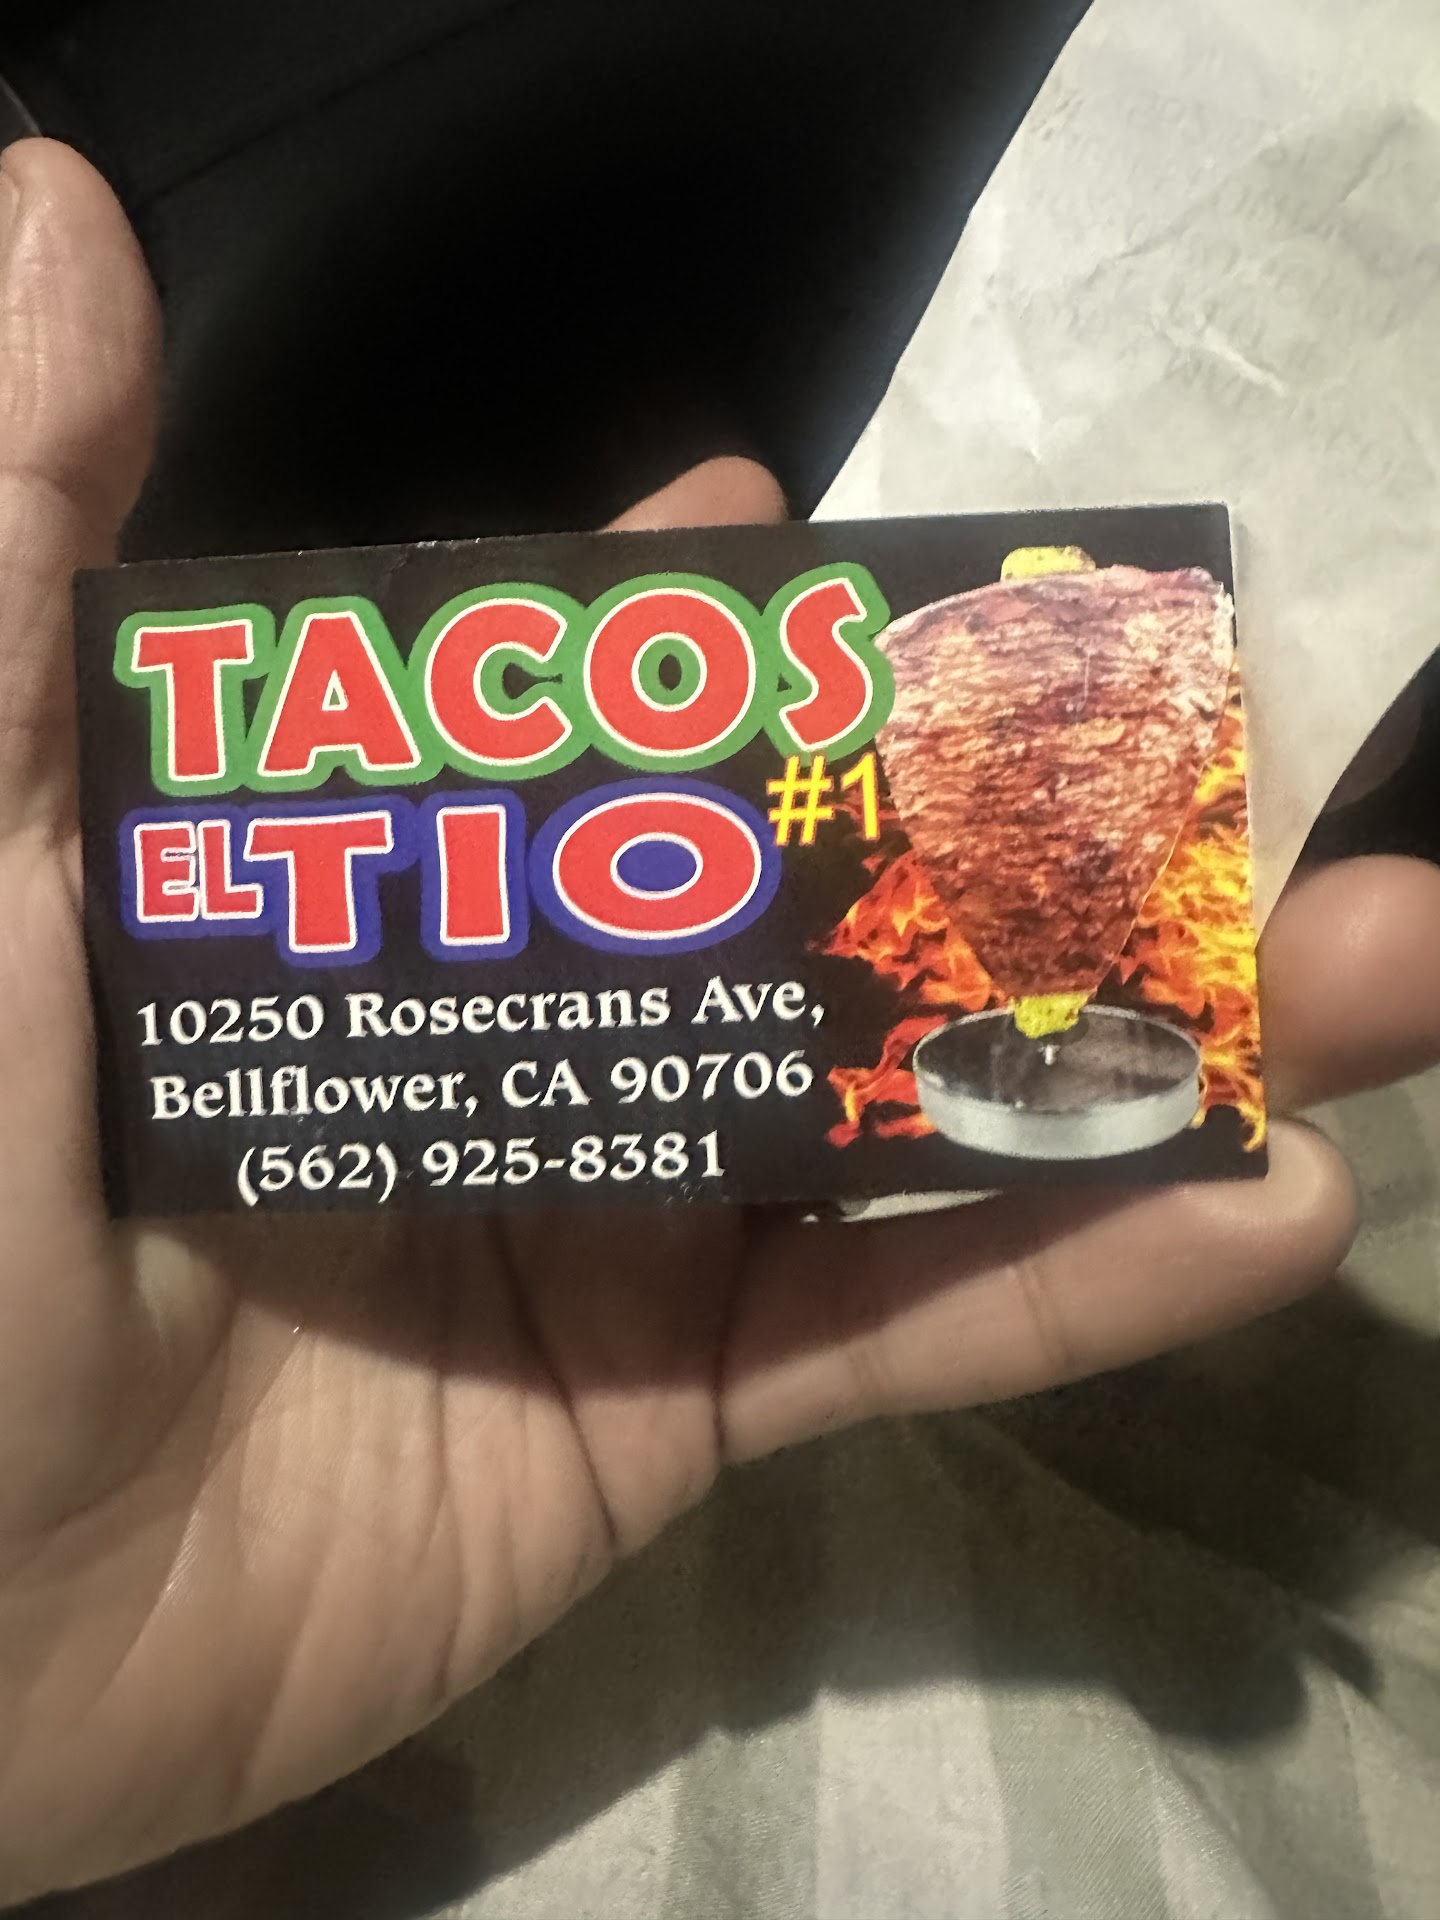 TACOS
EL TIO #1
10250 Rosecrans Ave,
Bellflower, CA 90706
(562) 925-8381